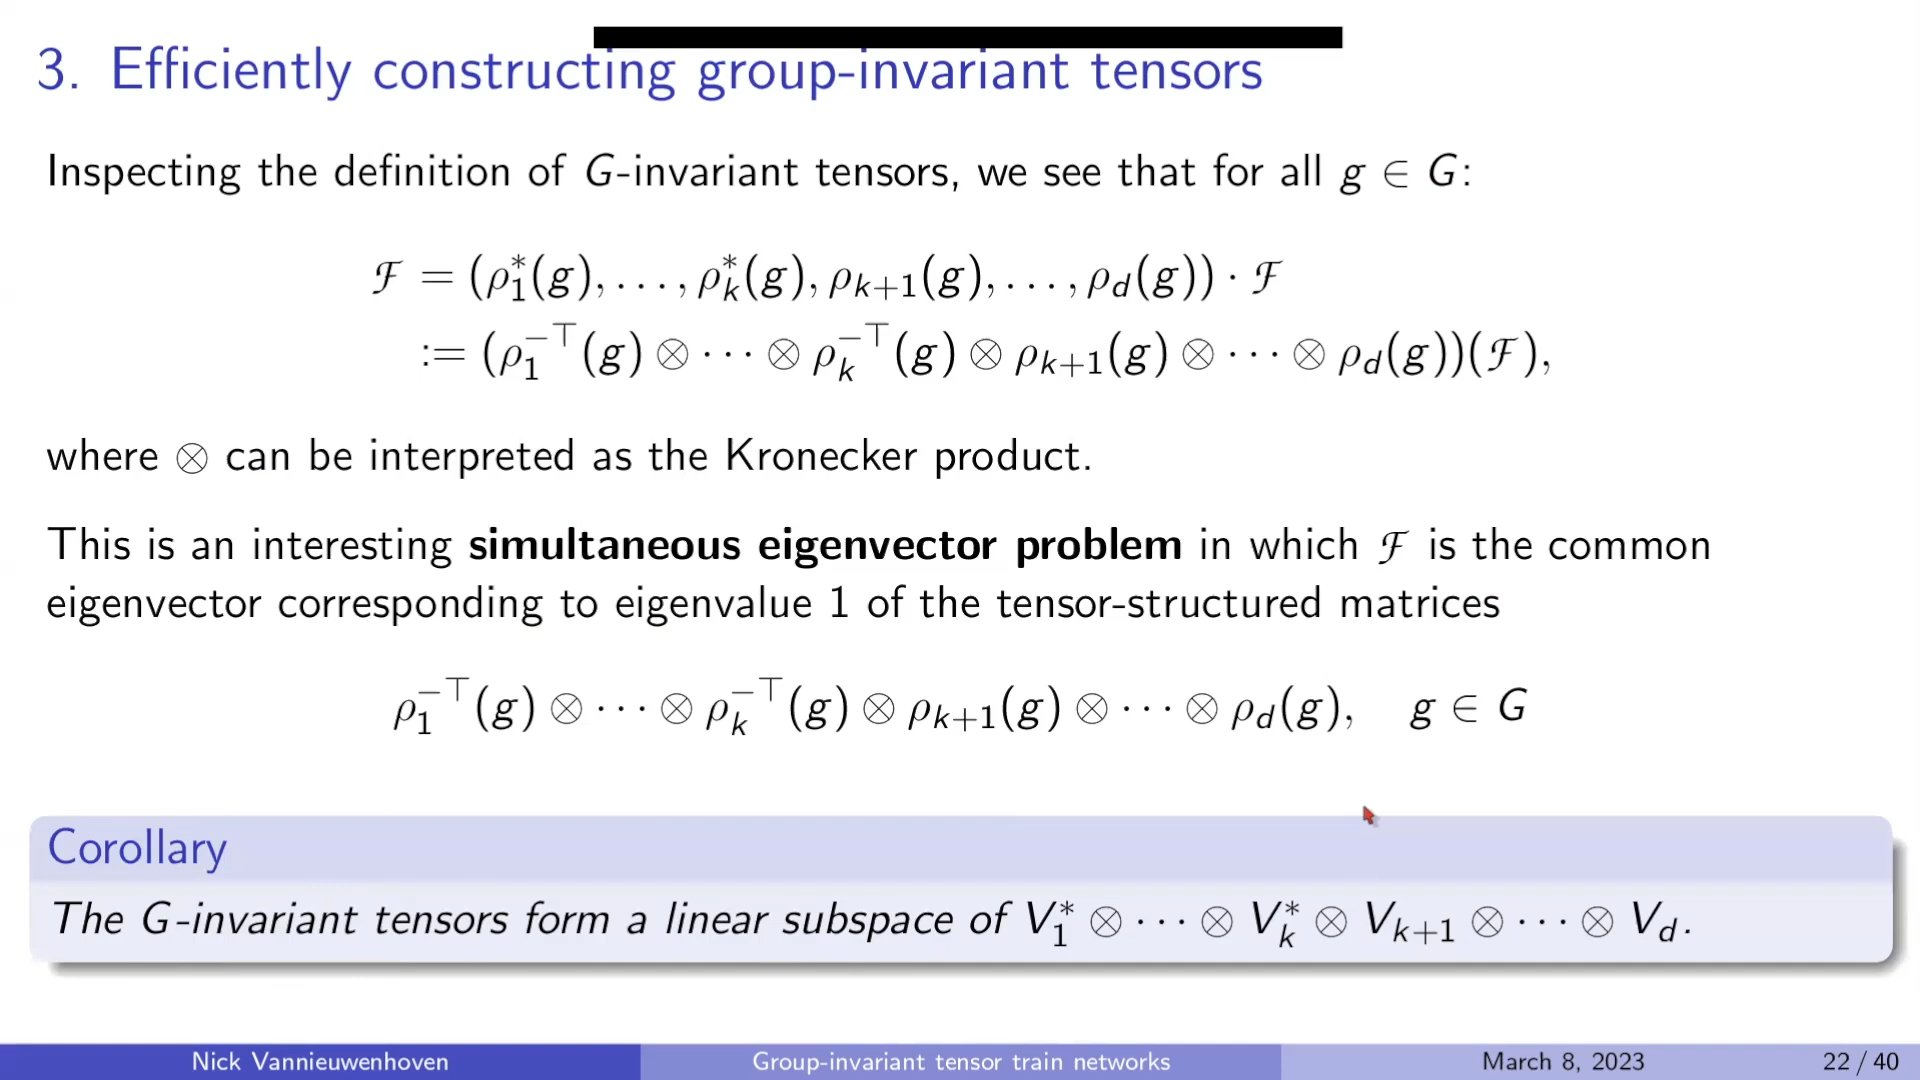 3. Efficiently constructing group-invariant tensors
Inspecting the definition of G-invariant tensors, we see that for all g ∈ G:
ℱ = (ρ₁*(g), . . . , ρₖ*(g), ρₖ₊₁(g), . . . , ρ_d(g)) · ℱ
:= (ρ₁^{−⊤}(g) ⊗ · · · ⊗ ρₖ^{−⊤}(g) ⊗ ρₖ₊₁(g) ⊗ · · · ⊗ ρ_d(g))(ℱ),
where ⊗ can be interpreted as the Kronecker product.
This is an interesting simultaneous eigenvector problem in which ℱ is the common
eigenvector corresponding to eigenvalue 1 of the tensor-structured matrices
ρ₁^{−⊤}(g) ⊗ · · · ⊗ ρₖ^{−⊤}(g) ⊗ ρₖ₊₁(g) ⊗ · · · ⊗ ρ_d(g), g ∈ G
Corollary
The G-invariant tensors form a linear subspace of V₁* ⊗ · · · ⊗ Vₖ* ⊗ Vₖ₊₁ ⊗ · · · ⊗ V_d.
Nick Vannieuwenhoven Group-invariant tensor train networks March 8, 2023 22 / 40